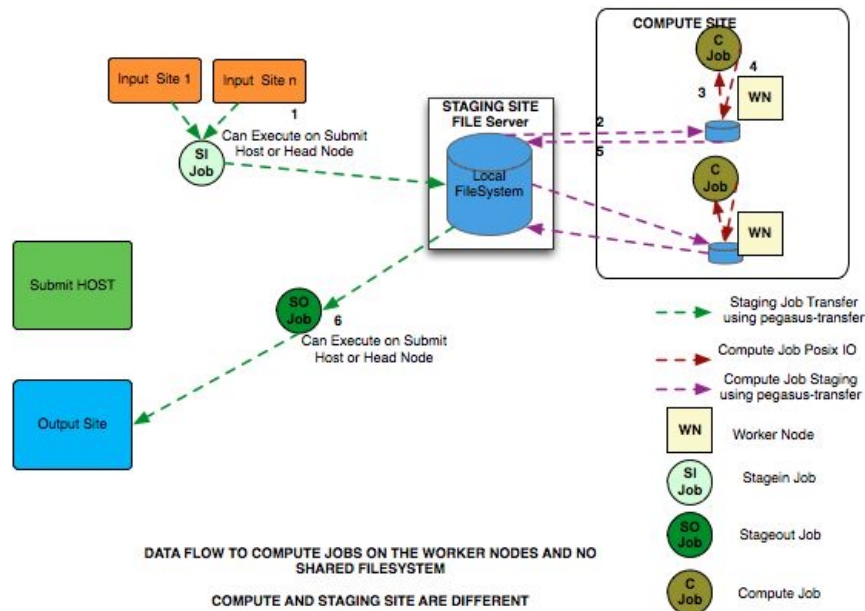 COMPUTE SITE
C
Job
4
3
WN
Input Site 1
Input Site n
1
Can Execute on Submit
Host or Head Node
SI
Job
STAGING SITE
FILE Server
Local
FileSystem
2
5
C
Job
WN
Submit HOST
SO
Job
6
Can Execute on Submit
Host or Head Node
Output Site
Staging Job Transfer
using pegasus-transfer
Compute Job Posix IO
Compute Job Staging
using pegasus-transfer
WN
Worker Node
SI
Job
Stagein Job
SO
Job
Stageout Job
C
Job
Compute Job
DATA FLOW TO COMPUTE JOBS ON THE WORKER NODES AND NO
SHARED FILESYSTEM
COMPUTE AND STAGING SITE ARE DIFFERENT